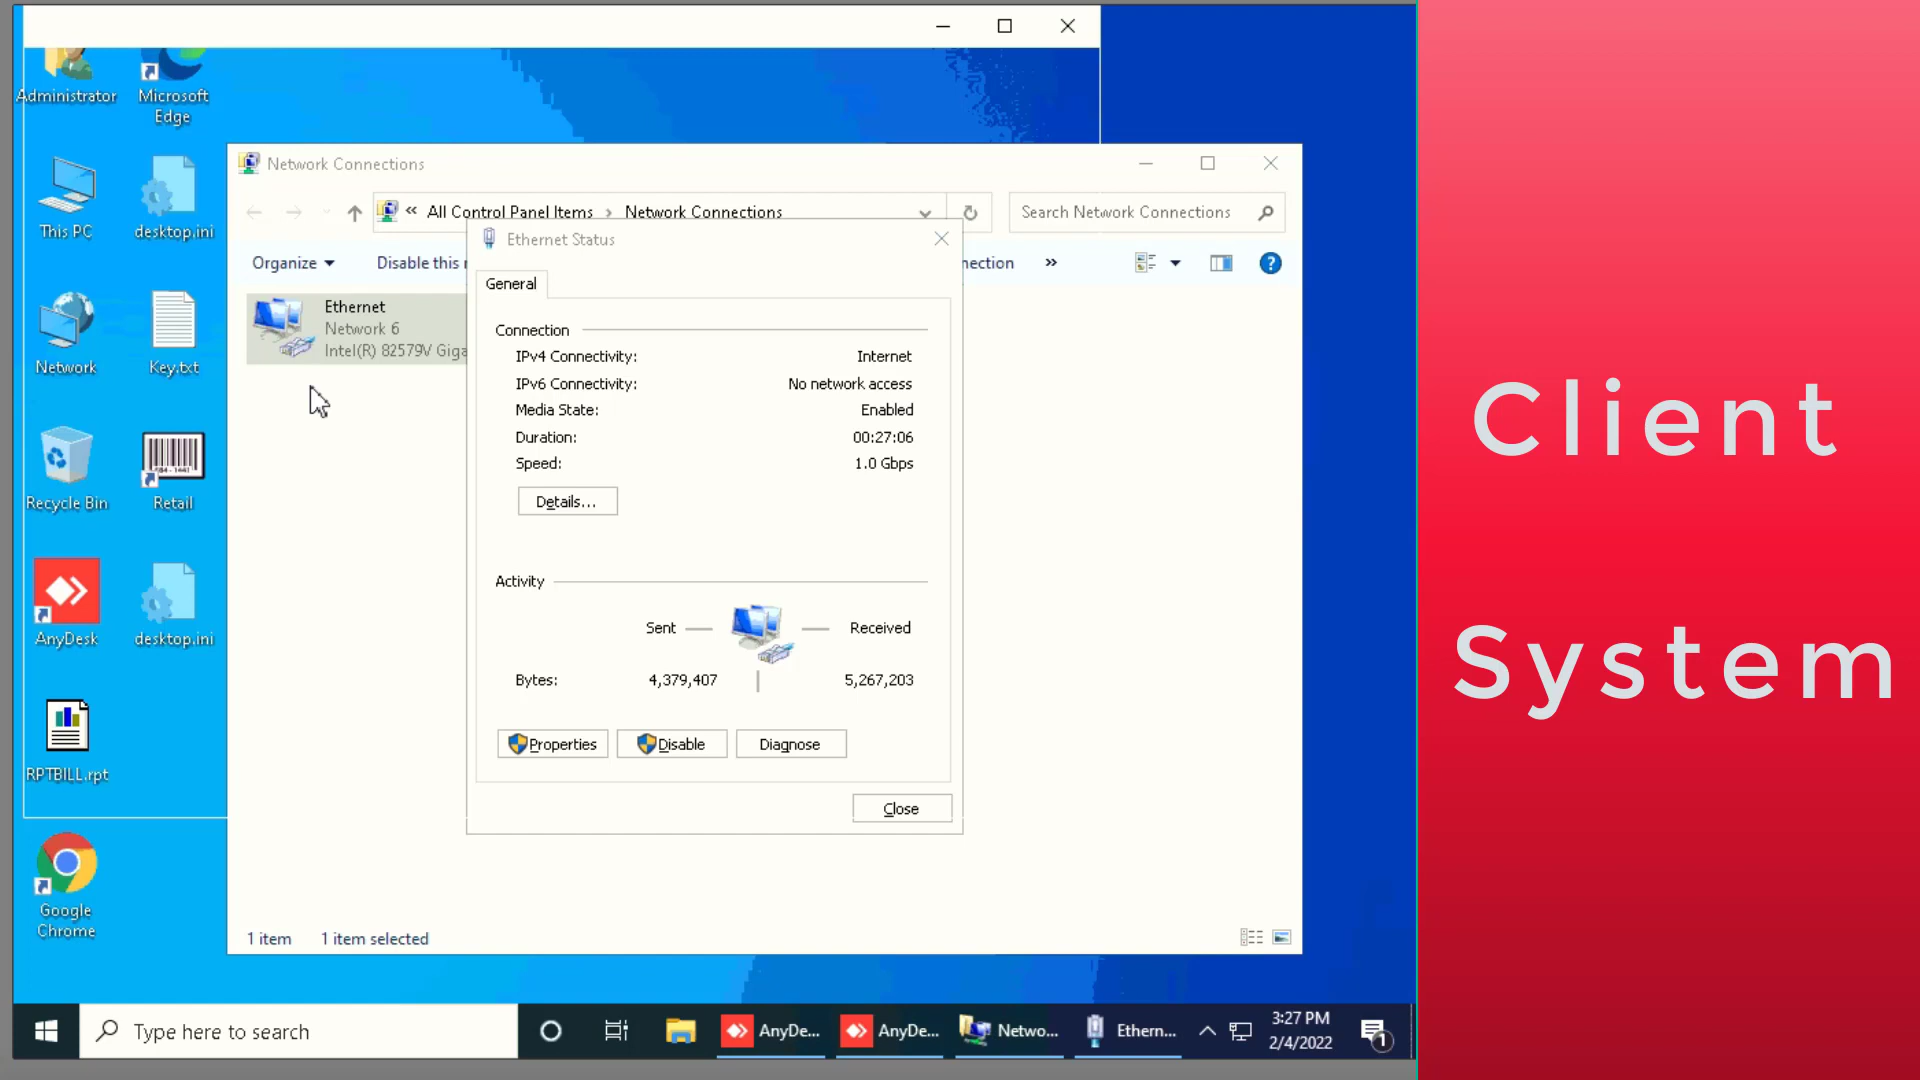 Administrator
Microsoft
Edge
This PC
desktop.ini
Network
Key.txt
Recycle Bin
Retail
AnyDesk
desktop.ini
RPTBILL.rpt
Google
Chrome
Network Connections
« All Control Panel Items > Network Connections
Search Network Connections
Organize
Disable this
nection »
Ethernet
Network 6
Intel(R) 82579V Giga
Ethernet Status
General
Connection
IPv4 Connectivity: Internet
IPv6 Connectivity: No network access
Media State: Enabled
Duration: 00:27:06
Speed: 1.0 Gbps
Details...
Activity
Sent — — Received
Bytes: 4,379,407 | 5,267,203
Properties
Disable
Diagnose
Close
1 item 1 item selected
Type here to search
AnyDe...
AnyDe...
Netwo...
Ethern...
3:27 PM
2/4/2022
1
Client
System